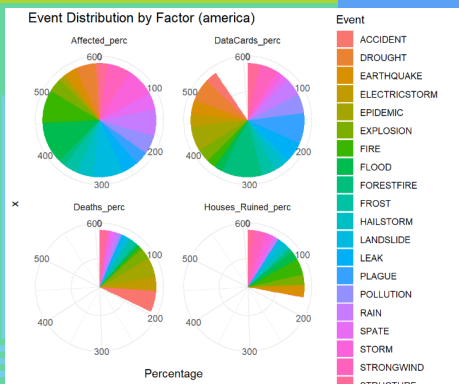 Event Distribution by Factor (america)
Affected_perc
DataCards_perc
600
100
200
300
400
500
600
100
200
300
400
500
x
Deaths_perc
Houses_Ruined_perc
600
100
200
300
400
500
600
100
200
300
400
500
Percentage
Event
ACCIDENT
DROUGHT
EARTHQUAKE
ELECTRICSTORM
EPIDEMIC
EXPLOSION
FIRE
FLOOD
FORESTFIRE
FROST
HAILSTORM
LANDSLIDE
LEAK
PLAGUE
POLLUTION
RAIN
SPATE
STORM
STRONGWIND
STRUCTURE